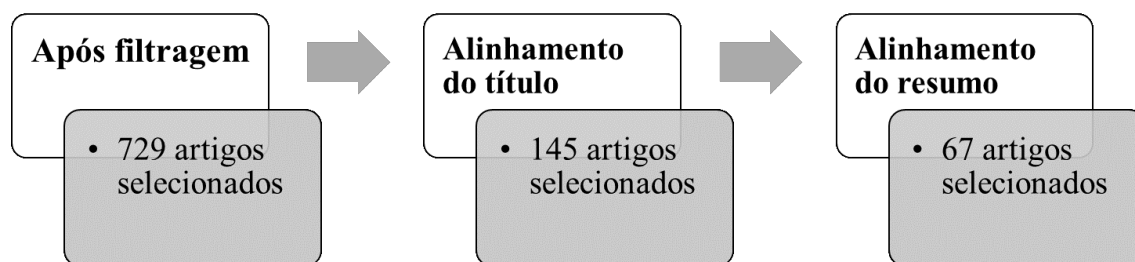 Após filtragem
• 729 artigos
selecionados
Alinhamento
do título
• 145 artigos
selecionados
Alinhamento
do resumo
• 67 artigos
selecionados